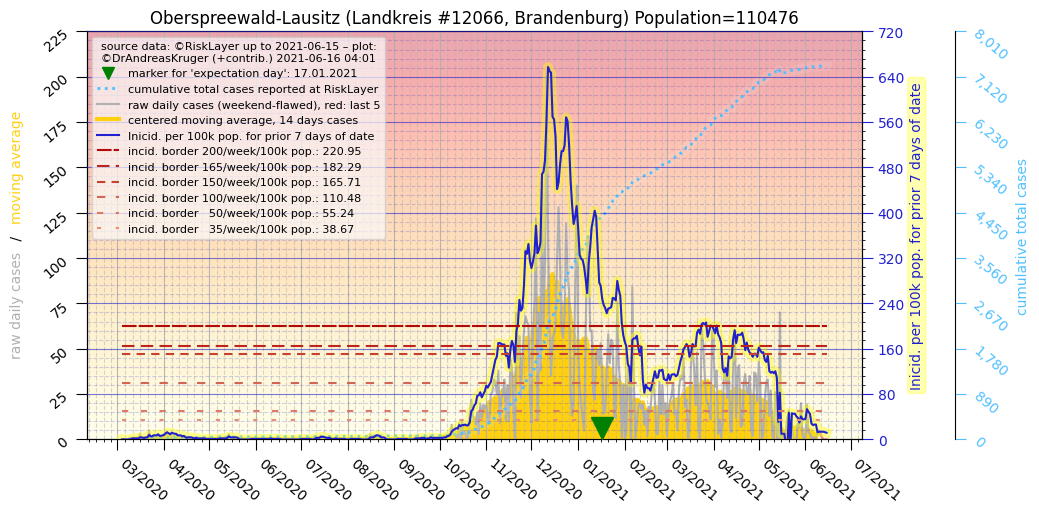 Oberspreewald-Lausitz (Landkreis #12066, Brandenburg) Population=110476
source data: ©RiskLayer up to 2021-06-15 – plot:
©DrAndreasKruger (+contrib.) 2021-06-16 04:01
marker for 'expectation day': 17.01.2021
cumulative total cases reported at RiskLayer
raw daily cases (weekend-flawed), red: last 5
centered moving average, 14 days cases
Inicid. per 100k pop. for prior 7 days of date
incid. border 200/week/100k pop.: 220.95
incid. border 165/week/100k pop.: 182.29
incid. border 150/week/100k pop.: 165.71
incid. border 100/week/100k pop.: 110.48
incid. border   50/week/100k pop.: 55.24
incid. border   35/week/100k pop.: 38.67
raw daily cases / moving average
225
200
175
150
125
100
75
50
25
0
03/2020
04/2020
05/2020
06/2020
07/2020
08/2020
09/2020
10/2020
11/2020
12/2020
01/2021
02/2021
03/2021
04/2021
05/2021
06/2021
07/2021
720
640
560
480
400
320
240
160
80
0
Inicid. per 100k pop. for prior 7 days of date
8,010
7,120
6,230
5,340
4,450
3,560
2,670
1,780
890
0
cumulative total cases